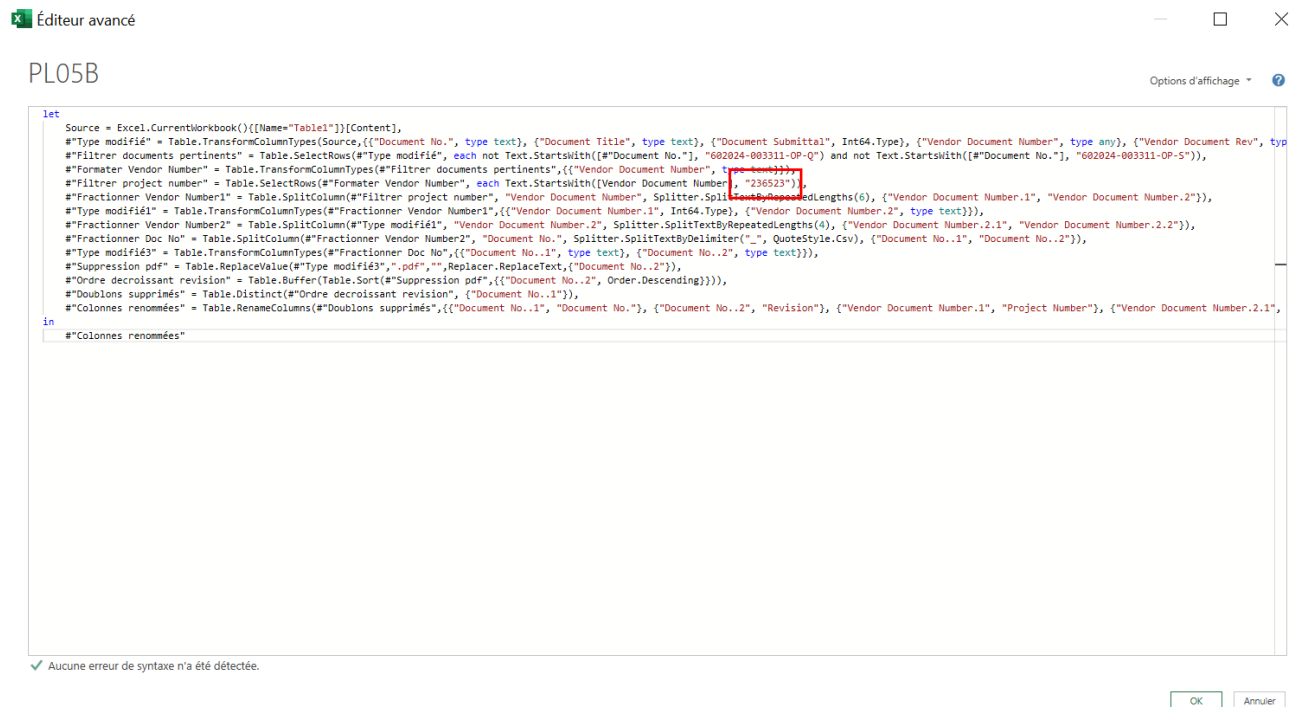 Éditeur avancé
PL05B
Options d'affichage
let
Source = Excel.CurrentWorkbook(){[Name="Table1"]}[Content],
#"Type modifié" = Table.TransformColumnTypes(Source,{{"Document No.", type text}, {"Document Title", type text}, {"Document Submittal", Int64.Type}, {"Vendor Document Number", type any}, {"Vendor Document Rev", typ
#"Filtrer documents pertinents" = Table.SelectRows(#"Type modifié", each not Text.StartsWith([#"Document No."], "602024-003311-OP-Q") and not Text.StartsWith([#"Document No."], "602024-003311-OP-S")),
#"Formater Vendor Number" = Table.TransformColumnTypes(#"Filtrer documents pertinents",{{"Vendor Document Number", type text}}),
#"Filtrer project number" = Table.SelectRows(#"Formater Vendor Number", each Text.StartsWith([Vendor Document Number], "236523")),
#"Fractionner Vendor Number1" = Table.SplitColumn(#"Filtrer project number", "Vendor Document Number", Splitter.SplitTextByRepeatedLengths(6), {"Vendor Document Number.1", "Vendor Document Number.2"}),
#"Type modifié1" = Table.TransformColumnTypes(#"Fractionner Vendor Number1",{{"Vendor Document Number.1", Int64.Type}, {"Vendor Document Number.2", type text}}),
#"Fractionner Vendor Number2" = Table.SplitColumn(#"Type modifié1", "Vendor Document Number.2", Splitter.SplitTextByRepeatedLengths(4), {"Vendor Document Number.2.1", "Vendor Document Number.2.2"}),
#"Fractionner Doc No" = Table.SplitColumn(#"Fractionner Vendor Number2", "Document No.", Splitter.SplitTextByDelimiter("_", QuoteStyle.Csv), {"Document No..1", "Document No..2"}),
#"Type modifié3" = Table.TransformColumnTypes(#"Fractionner Doc No",{{"Document No..1", type text}, {"Document No..2", type text}}),
#"Suppression pdf" = Table.ReplaceValue(#"Type modifié3",".pdf","",Replacer.ReplaceText,{"Document No..2"}),
#"Ordre decroissant revision" = Table.Buffer(Table.Sort(#"Suppression pdf",{{"Document No..2", Order.Descending}})),
#"Doublons supprimés" = Table.Distinct(#"Ordre decroissant revision", {"Document No..1"}),
#"Colonnes renommées" = Table.RenameColumns(#"Doublons supprimés",{{"Document No..1", "Document No."}, {"Document No..2", "Revision"}, {"Vendor Document Number.1", "Project Number"}, {"Vendor Document Number.2.1",
in
#"Colonnes renommées"
Aucune erreur de syntaxe n'a été détectée.
OK
Annuler